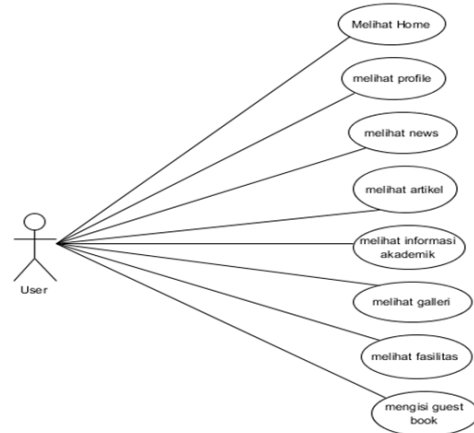 Melihat Home
melihat profile
melihat news
melihat artikel
melihat informasi
akademik
User
melihat galleri
melihat fasilitas
mengisi guest
book